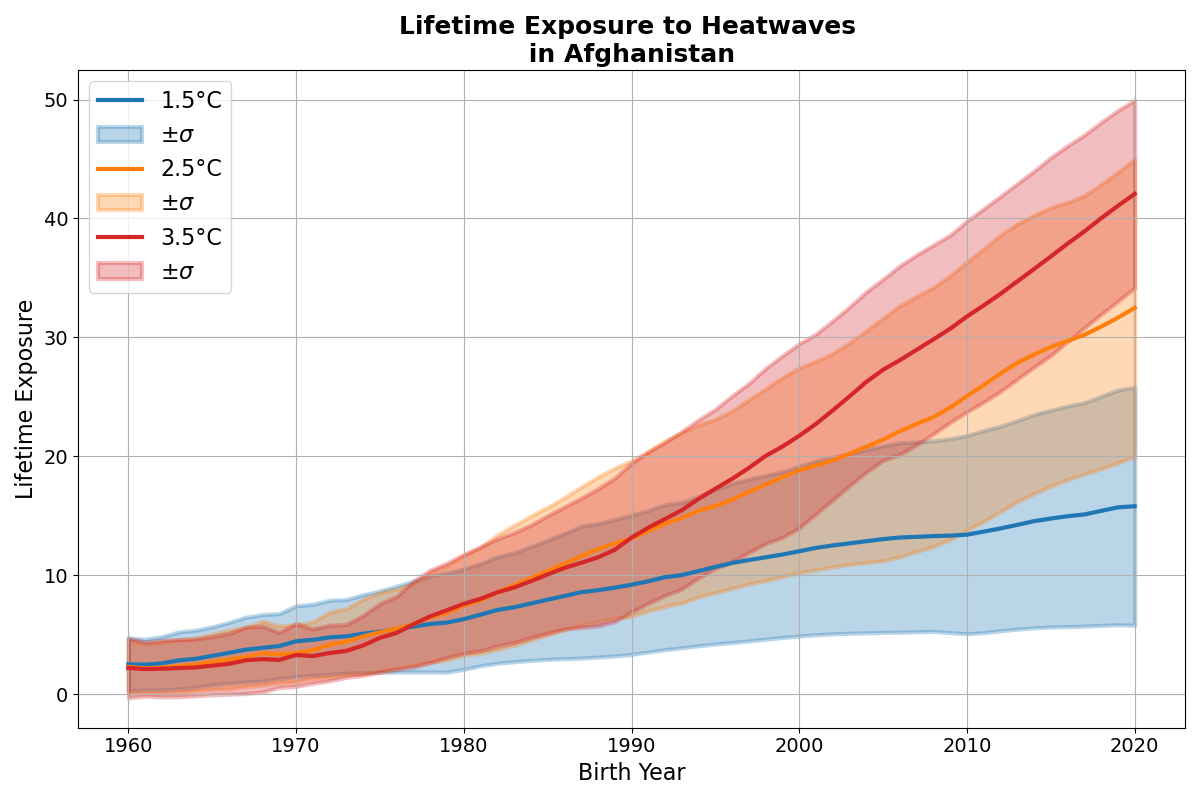 Lifetime Exposure to Heatwaves
in Afghanistan
1.5°C
±σ
2.5°C
±σ
3.5°C
±σ
Lifetime Exposure
50
40
30
20
10
0
1960 1970 1980 1990 2000 2010 2020
Birth Year